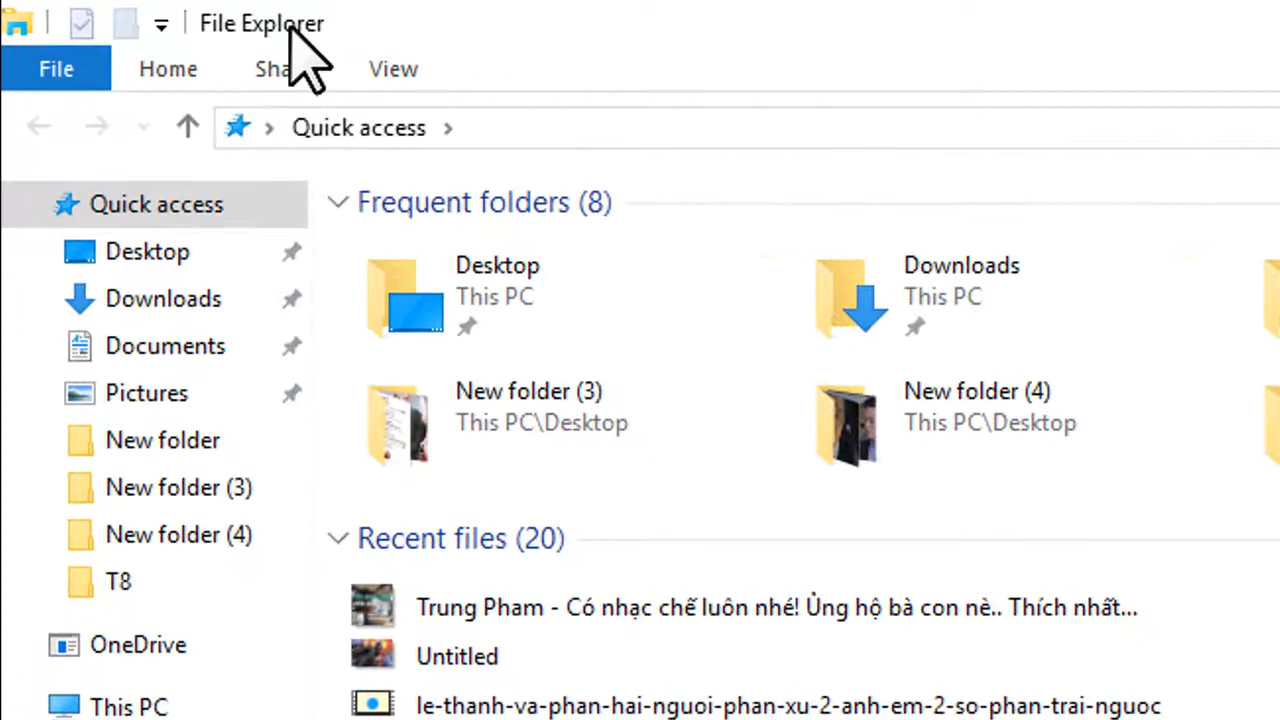 File Explorer
File Home Sha View
Quick access
Quick access
Desktop
Downloads
Documents
Pictures
New folder
New folder (3)
New folder (4)
T8
OneDrive
This PC
Frequent folders (8)
Desktop
This PC
Downloads
This PC
New folder (3)
This PC\Desktop
New folder (4)
This PC\Desktop
Recent files (20)
Trung Pham - Có nhạc chế luôn nhé! Ủng hộ bà con nè.. Thích nhất...
Untitled
le-thanh-va-phan-hai-nguoi-phan-xu-2-anh-em-2-so-phan-trai-nguoc